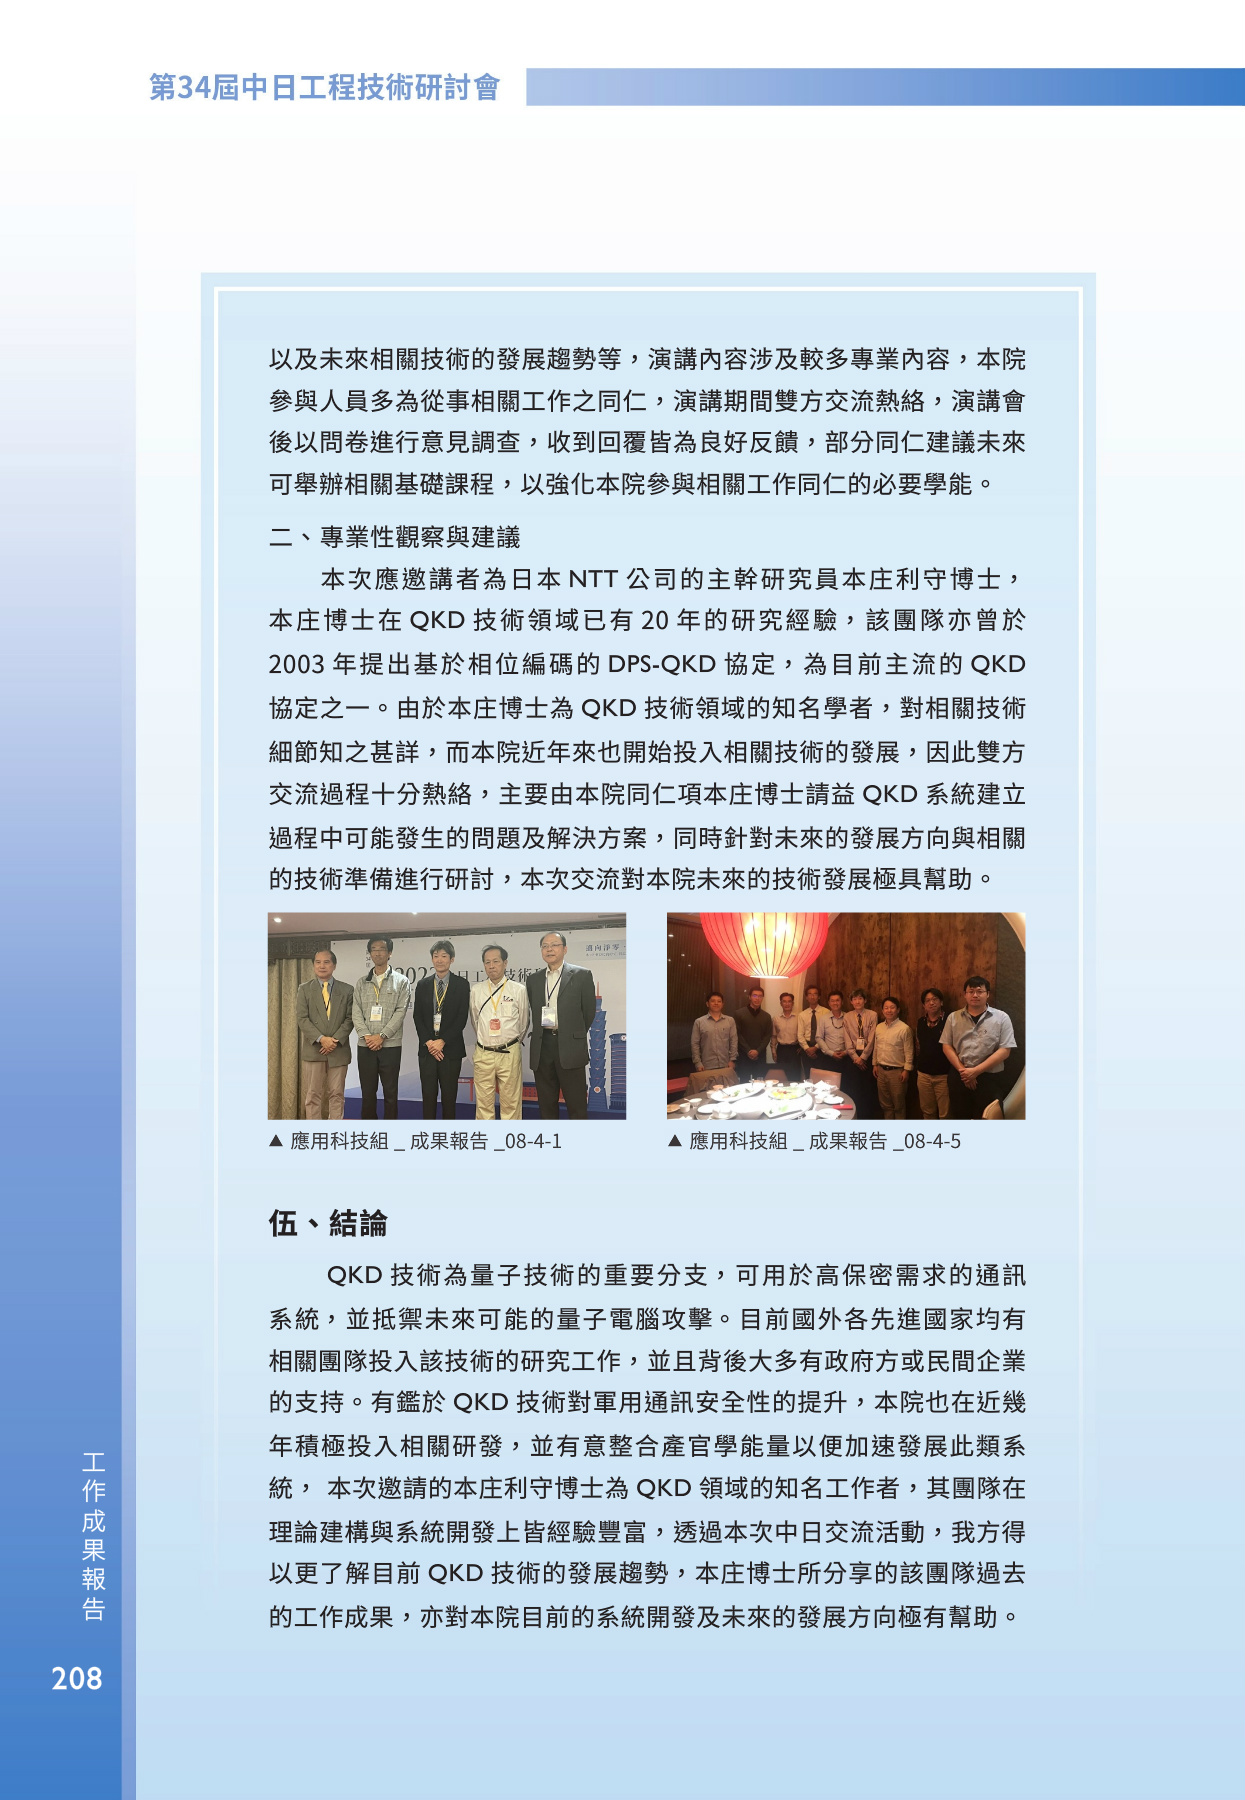 第34屆中日工程技術研討會
以及未來相關技術的發展趨勢等，演講內容涉及較多專業內容，本院
參與人員多為從事相關工作之同仁，演講期間雙方交流熱絡，演講會
後以問卷進行意見調查，收到回覆皆為良好反饋，部分同仁建議未來
可舉辦相關基礎課程，以強化本院參與相關工作同仁的必要學能。
二、專業性觀察與建議
本次應邀講者為日本 NTT 公司的主幹研究員本庄利守博士，
本庄博士在 QKD 技術領域已有 20 年的研究經驗，該團隊亦曾於
2003 年提出基於相位編碼的 DPS-QKD 協定，為目前主流的 QKD
協定之一。由於本庄博士為 QKD 技術領域的知名學者，對相關技術
細節知之甚詳，而本院近年來也開始投入相關技術的發展，因此雙方
交流過程十分熱絡，主要由本院同仁項本庄博士請益 QKD 系統建立
過程中可能發生的問題及解決方案，同時針對未來的發展方向與相關
的技術準備進行研討，本次交流對本院未來的技術發展極具幫助。
▲ 應用科技組 _ 成果報告 _08-4-1
▲ 應用科技組 _ 成果報告 _08-4-5
伍、結論
QKD 技術為量子技術的重要分支，可用於高保密需求的通訊
系統，並抵禦未來可能的量子電腦攻擊。目前國外各先進國家均有
相關團隊投入該技術的研究工作，並且背後大多有政府方或民間企業
的支持。有鑑於 QKD 技術對軍用通訊安全性的提升，本院也在近幾
年積極投入相關研發，並有意整合產官學能量以便加速發展此類系
統， 本次邀請的本庄利守博士為 QKD 領域的知名工作者，其團隊在
理論建構與系統開發上皆經驗豐富，透過本次中日交流活動，我方得
以更了解目前 QKD 技術的發展趨勢，本庄博士所分享的該團隊過去
的工作成果，亦對本院目前的系統開發及未來的發展方向極有幫助。
工作成果報告
208